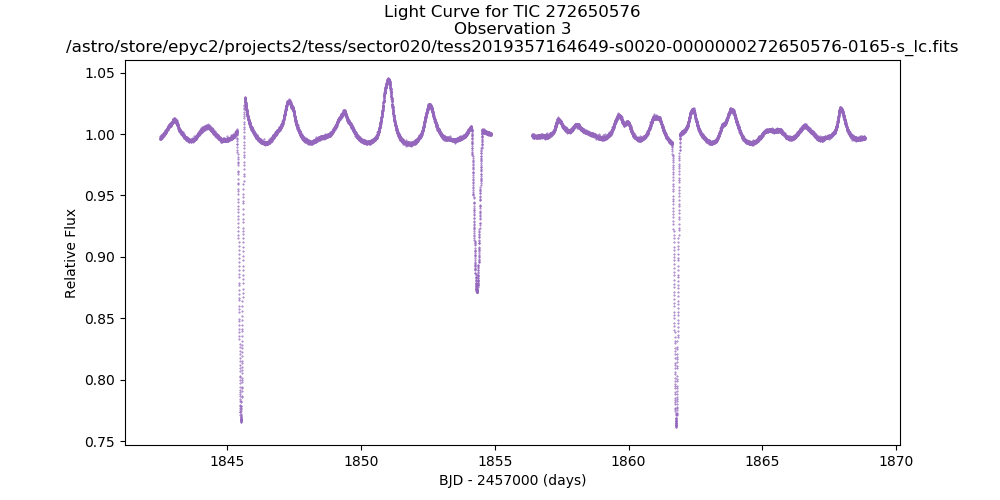 Light Curve for TIC 272650576
Observation 3
/astro/store/epyc2/projects2/tess/sector020/tess2019357164649-s0020-0000000272650576-0165-s_lc.fits
1.05
1.00
0.95
0.90
0.85
0.80
0.75
Relative Flux
1845
1850
1855
1860
1865
1870
BJD - 2457000 (days)